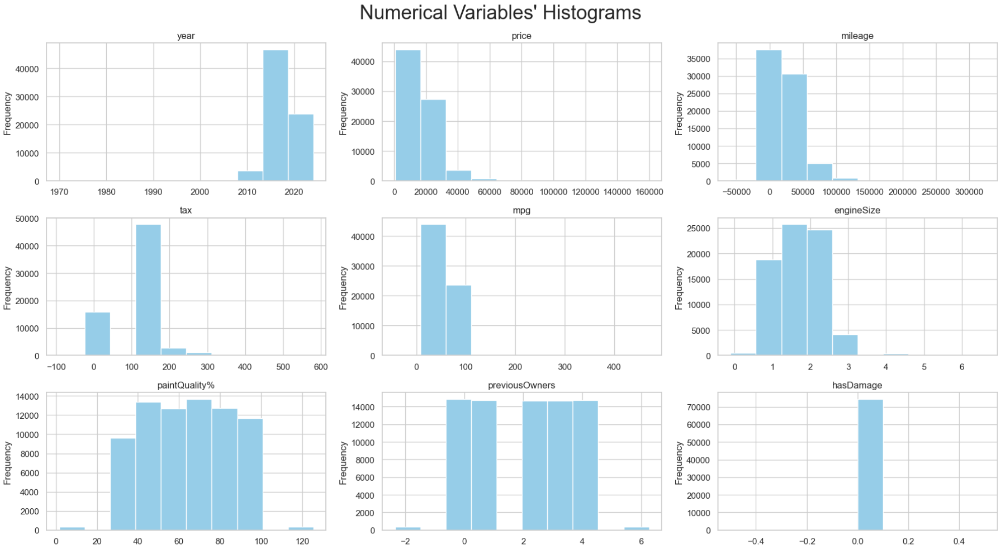 Numerical Variables' Histograms
year
price
mileage
Frequency
40000
30000
20000
10000
0
1970 1980 1990 2000 2010 2020
Frequency
40000
30000
20000
10000
0
0 20000 40000 60000 80000 100000 120000 140000 160000
Frequency
35000
30000
25000
20000
15000
10000
5000
0
−50000 0 50000 100000 150000 200000 250000 300000
tax
mpg
engineSize
Frequency
50000
40000
30000
20000
10000
0
−100 0 100 200 300 400 500 600
Frequency
40000
30000
20000
10000
0
0 100 200 300 400
Frequency
25000
20000
15000
10000
5000
0
0 1 2 3 4 5 6
paintQuality%
previousOwners
hasDamage
Frequency
14000
12000
10000
8000
6000
4000
2000
0
0 20 40 60 80 100 120
Frequency
14000
12000
10000
8000
6000
4000
2000
0
−2 0 2 4 6
Frequency
70000
60000
50000
40000
30000
20000
10000
0
−0.4 −0.2 0.0 0.2 0.4